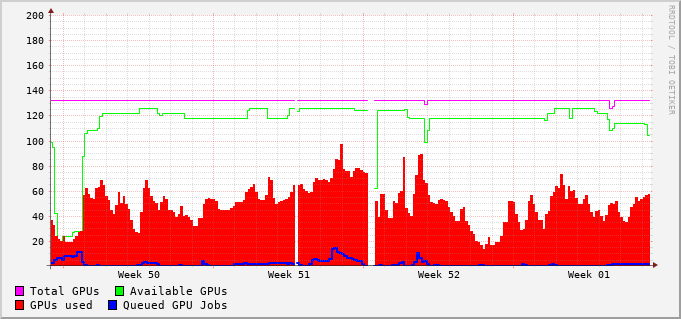 200
180
160
140
120
100
80
60
40
20
Week 50 Week 51 Week 52 Week 01
Total GPUs Available GPUs
GPUs used Queued GPU Jobs
RRDTOOL / TOBI OETIKER